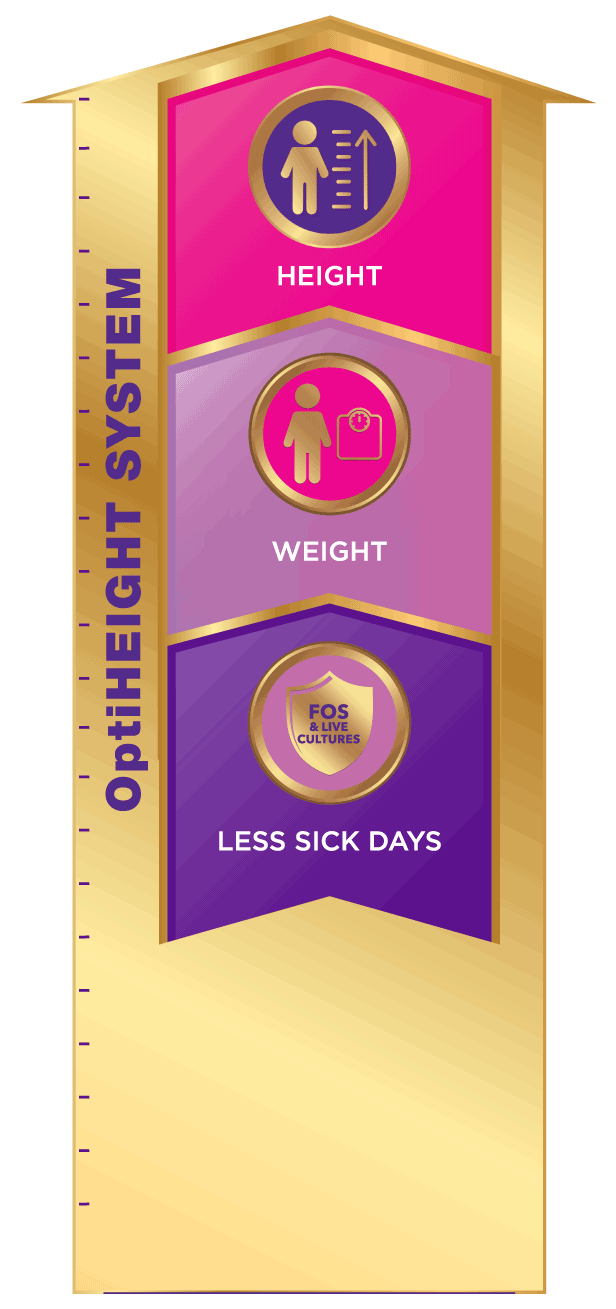 OptiHEIGHT SYSTEM
HEIGHT
WEIGHT
FOS
& LIVE
CULTURES
LESS SICK DAYS